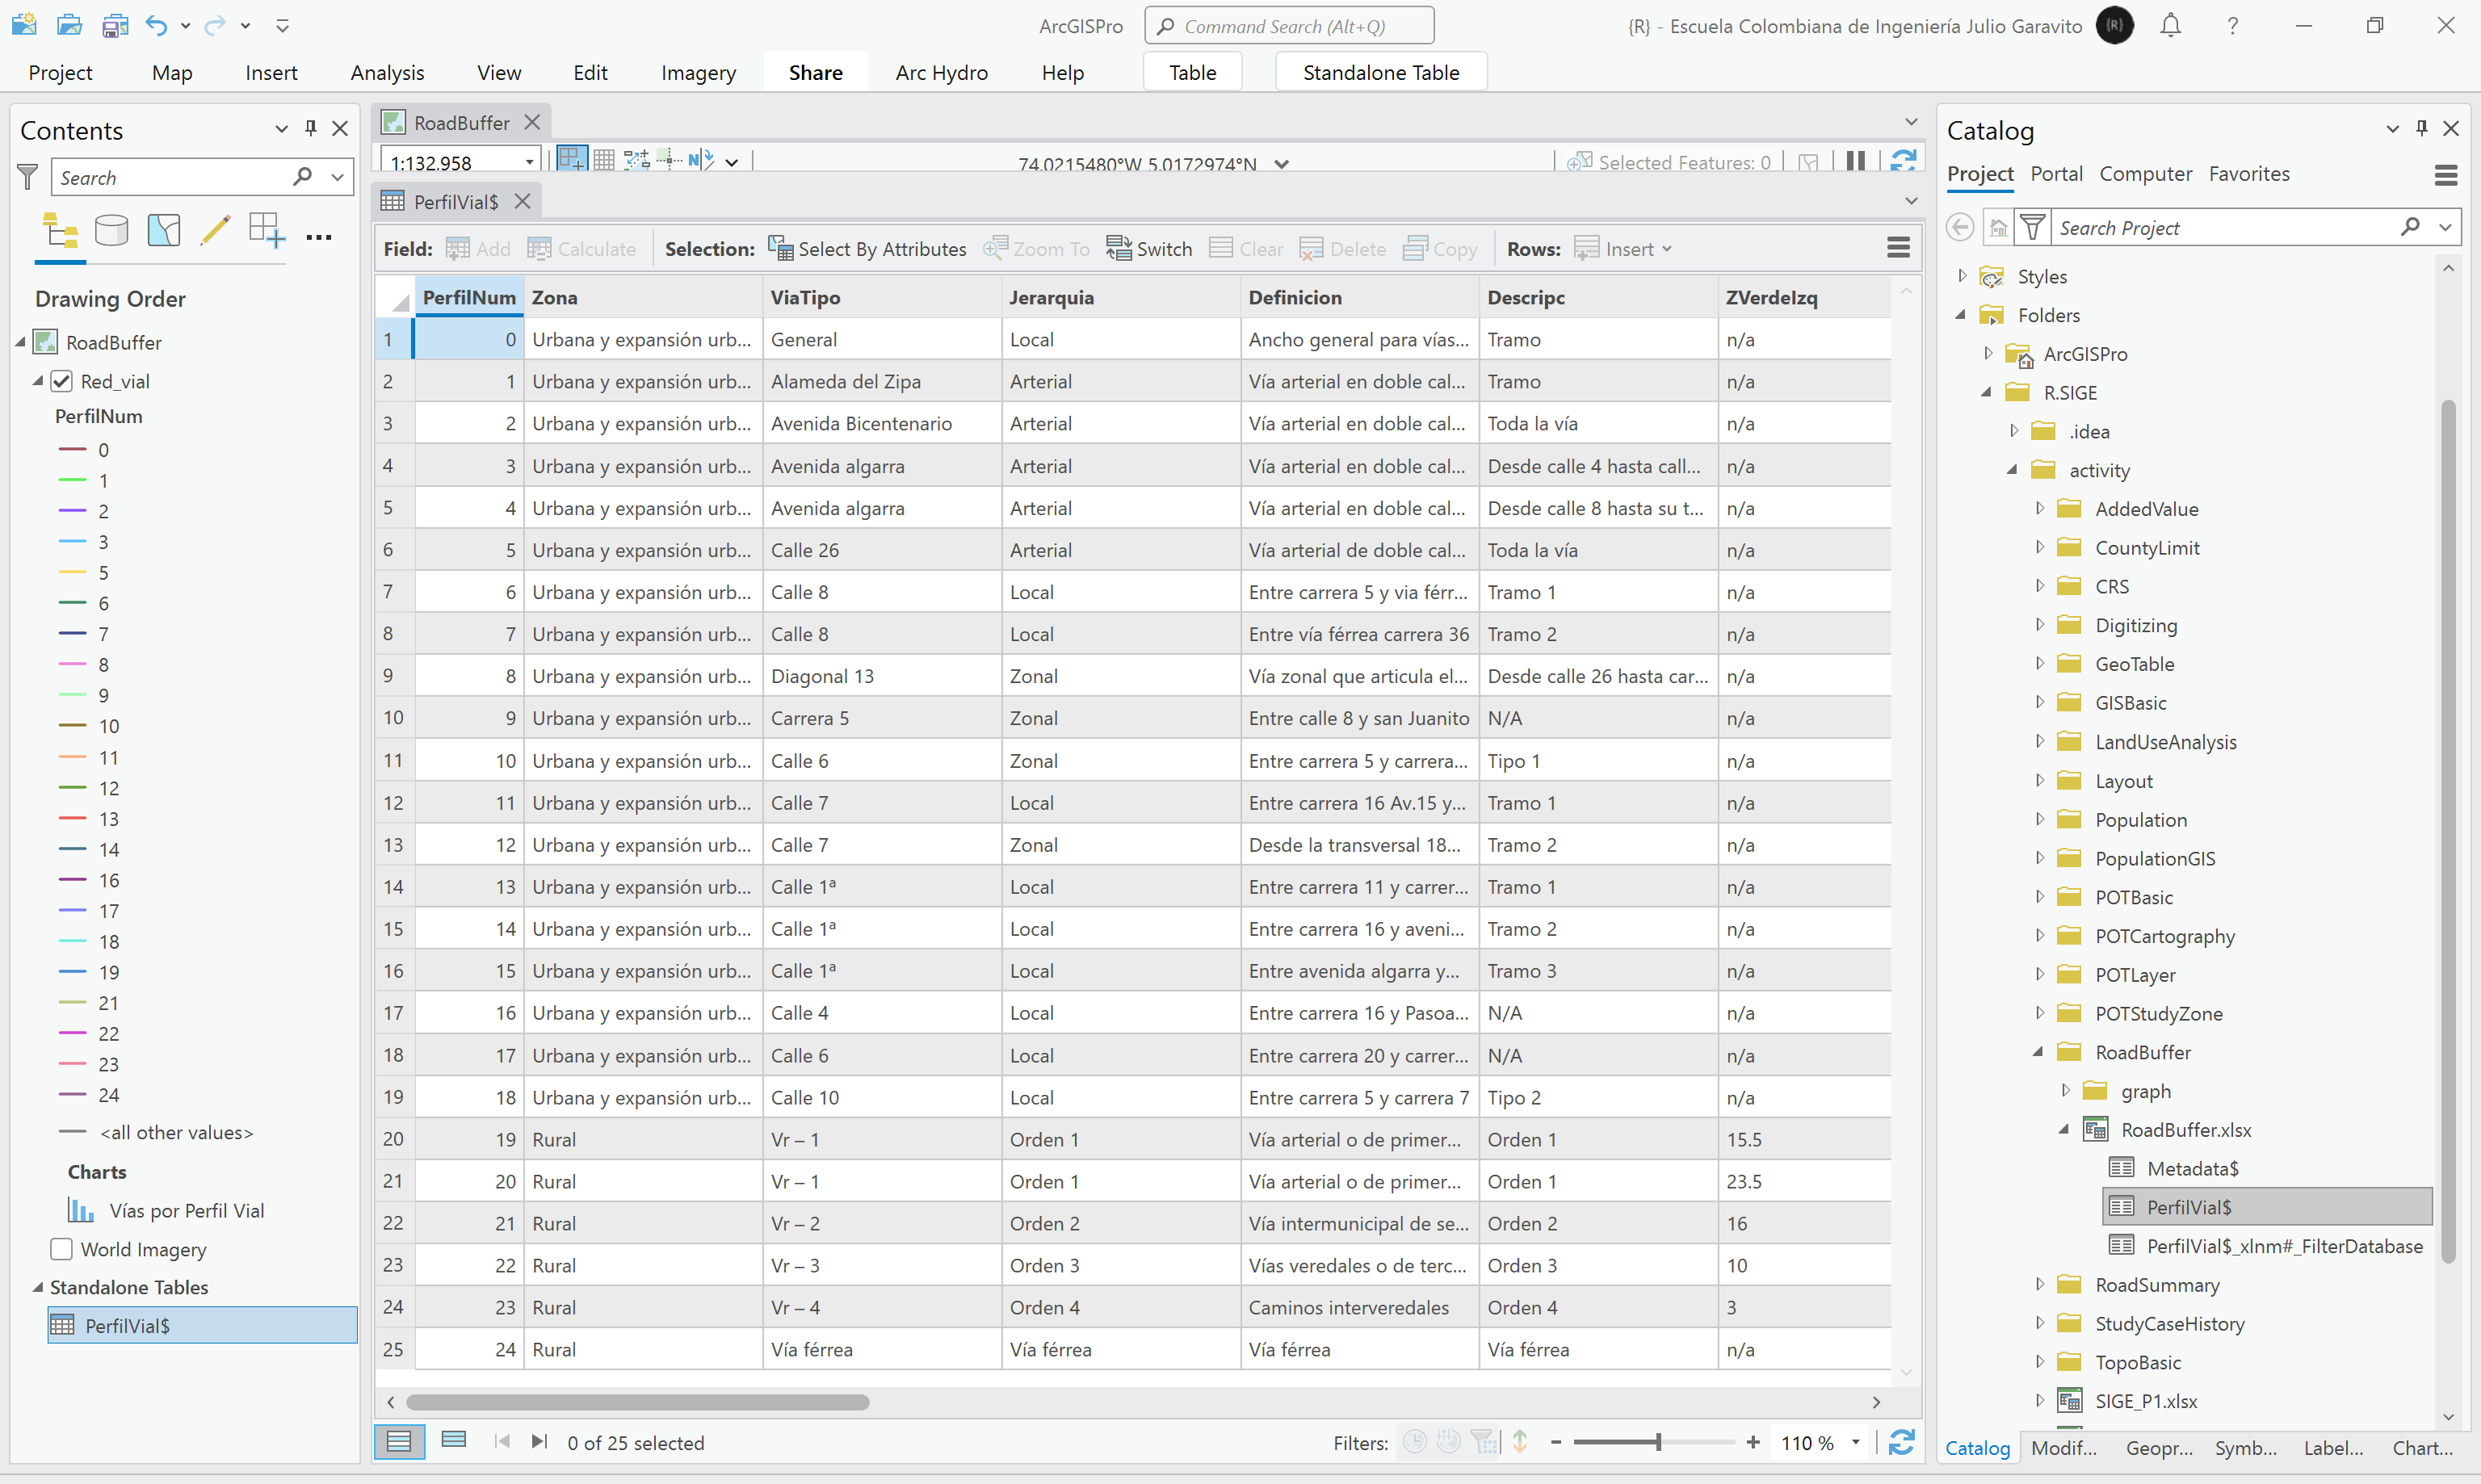 ArcGISPro
Command Search (Alt+Q)
{R} - Escuela Colombiana de Ingeniería Julio Garavito
{R}
Project Map Insert Analysis View Edit Imagery Share Arc Hydro Help Table Standalone Table
Contents
Search
Drawing Order
RoadBuffer
Red_vial
PerfilNum
0
1
2
3
5
6
7
8
9
10
11
12
13
14
16
17
18
19
21
22
23
24
<all other values>
Charts
Vías por Perfil Vial
World Imagery
Standalone Tables
PerfilVial$
RoadBuffer
1:132,958
74.0215480°W 5.0172974°N
Selected Features: 0
PerfilVial$
Field: Add Calculate Selection: Select By Attributes Zoom To Switch Clear Delete Copy Rows: Insert
PerfilNum Zona ViaTipo Jerarquia Definicion Descripc ZVerdeIzq
1 0 Urbana y expansión urb... General Local Ancho general para vías... Tramo n/a
2 1 Urbana y expansión urb... Alameda del Zipa Arterial Vía arterial en doble cal... Tramo n/a
3 2 Urbana y expansión urb... Avenida Bicentenario Arterial Vía arterial en doble cal... Toda la vía n/a
4 3 Urbana y expansión urb... Avenida algarra Arterial Vía arterial en doble cal... Desde calle 4 hasta call... n/a
5 4 Urbana y expansión urb... Avenida algarra Arterial Vía arterial en doble cal... Desde calle 8 hasta su t... n/a
6 5 Urbana y expansión urb... Calle 26 Arterial Vía arterial de doble cal... Toda la vía n/a
7 6 Urbana y expansión urb... Calle 8 Local Entre carrera 5 y via férr... Tramo 1 n/a
8 7 Urbana y expansión urb... Calle 8 Local Entre vía férrea carrera 36 Tramo 2 n/a
9 8 Urbana y expansión urb... Diagonal 13 Zonal Vía zonal que articula el... Desde calle 26 hasta car... n/a
10 9 Urbana y expansión urb... Carrera 5 Zonal Entre calle 8 y san Juanito N/A n/a
11 10 Urbana y expansión urb... Calle 6 Zonal Entre carrera 5 y carrera... Tipo 1 n/a
12 11 Urbana y expansión urb... Calle 7 Local Entre carrera 16 Av.15 y... Tramo 1 n/a
13 12 Urbana y expansión urb... Calle 7 Zonal Desde la transversal 18... Tramo 2 n/a
14 13 Urbana y expansión urb... Calle 1ª Local Entre carrera 11 y carrer... Tramo 1 n/a
15 14 Urbana y expansión urb... Calle 1ª Local Entre carrera 16 y aveni... Tramo 2 n/a
16 15 Urbana y expansión urb... Calle 1ª Local Entre avenida algarra y... Tramo 3 n/a
17 16 Urbana y expansión urb... Calle 4 Local Entre carrera 16 y Pasoa... N/A n/a
18 17 Urbana y expansión urb... Calle 6 Local Entre carrera 20 y carrer... N/A n/a
19 18 Urbana y expansión urb... Calle 10 Local Entre carrera 5 y carrera 7 Tipo 2 n/a
20 19 Rural Vr – 1 Orden 1 Vía arterial o de primer... Orden 1 15.5
21 20 Rural Vr – 1 Orden 1 Vía arterial o de primer... Orden 1 23.5
22 21 Rural Vr – 2 Orden 2 Vía intermunicipal de se... Orden 2 16
23 22 Rural Vr – 3 Orden 3 Vías veredales o de terc... Orden 3 10
24 23 Rural Vr – 4 Orden 4 Caminos interveredales Orden 4 3
25 24 Rural Vía férrea Vía férrea Vía férrea Vía férrea n/a
0 of 25 selected
Filters:
110 %
Catalog
Project Portal Computer Favorites
Search Project
Styles
Folders
ArcGISPro
R.SIGE
.idea
activity
AddedValue
CountyLimit
CRS
Digitizing
GeoTable
GISBasic
LandUseAnalysis
Layout
Population
PopulationGIS
POTBasic
POTCartography
POTLayer
POTStudyZone
RoadBuffer
graph
RoadBuffer.xlsx
Metadata$
PerfilVial$
PerfilVial$_xlnm#_FilterDatabase
RoadSummary
StudyCaseHistory
TopoBasic
SIGE_P1.xlsx
Catalog Modif... Geopr... Symb... Label... Chart...